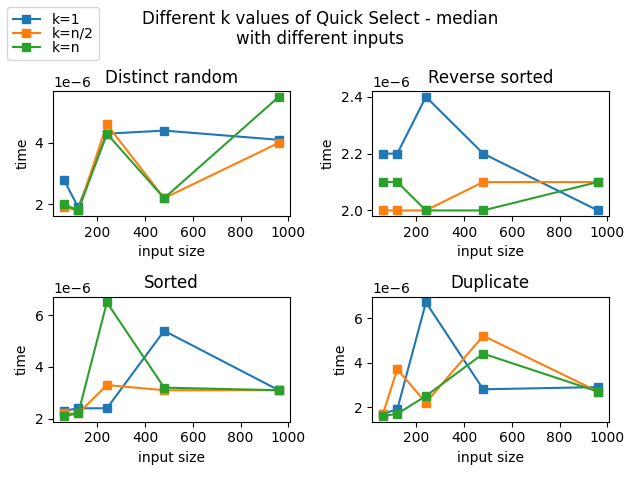 k=1
k=n/2
k=n
Different k values of Quick Select - median
with different inputs
1e−6
Distinct random
4
2
time
200 400 600 800 1000
input size
1e−6
Reverse sorted
2.4
2.2
2.0
time
200 400 600 800 1000
input size
1e−6
Sorted
6
4
2
time
200 400 600 800 1000
input size
1e−6
Duplicate
6
4
2
time
200 400 600 800 1000
input size